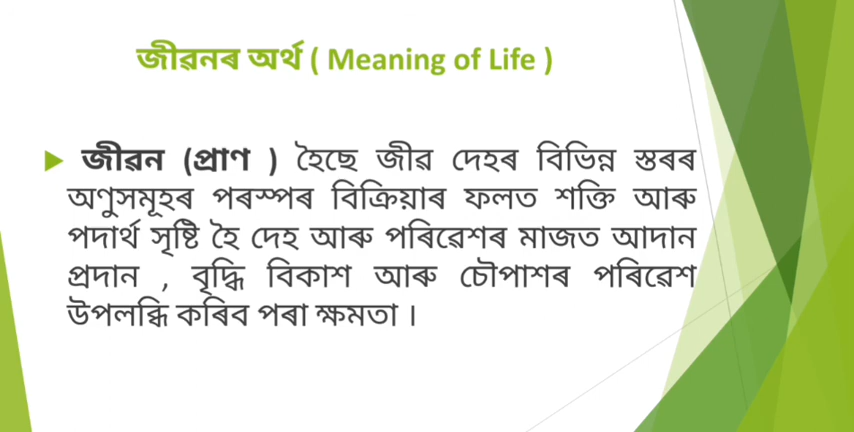 জীৱনৰ অৰ্থ ( Meaning of Life )
জীৱন (প্ৰাণ ) হৈছে জীৱ দেহৰ বিভিন্ন স্তৰৰ
অণুসমূহৰ পৰস্পৰ বিক্ৰিয়াৰ ফলত শক্তি আৰু
পদাৰ্থ সৃষ্টি হৈ দেহ আৰু পৰিৱেশৰ মাজত আদান
প্ৰদান , বৃদ্ধি বিকাশ আৰু চৌপাশৰ পৰিৱেশ
উপলব্ধি কৰিব পৰা ক্ষমতা ।